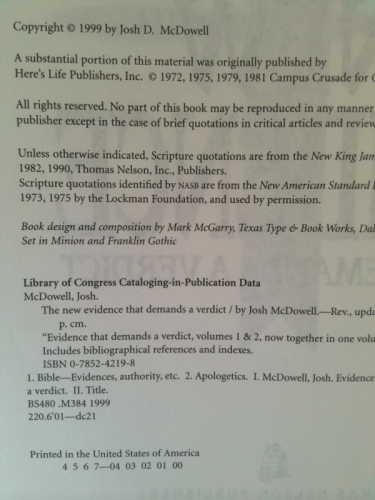 Copyright © 1999 by Josh D. McDowell
A substantial portion of this material was originally published by
Here's Life Publishers, Inc. © 1972, 1975, 1979, 1981 Campus Crusade for
All rights reserved. No part of this book may be reproduced in any manner
publisher except in the case of brief quotations in critical articles and review
Unless otherwise indicated, Scripture quotations are from the New King Jam
1982, 1990, Thomas Nelson, Inc., Publishers.
Scripture quotations identified by NASB are from the New American Standard
1973, 1975 by the Lockman Foundation, and used by permission.
Book design and composition by Mark McGarry, Texas Type & Book Works, Dal
Set in Minion and Franklin Gothic
Library of Congress Cataloging-in-Publication Data
McDowell, Josh.
The new evidence that demands a verdict / by Josh McDowell.—Rev., upda
p. cm.
"Evidence that demands a verdict, volumes 1 & 2, now together in one volu
Includes bibliographical references and indexes.
ISBN 0-7852-4219-8
1. Bible—Evidences, authority, etc. 2. Apologetics. I. McDowell, Josh. Evidence
a verdict. II. Title.
BS480 .M384 1999
220.6'01—dc21
Printed in the United States of America
4 5 6 7—04 03 02 01 00